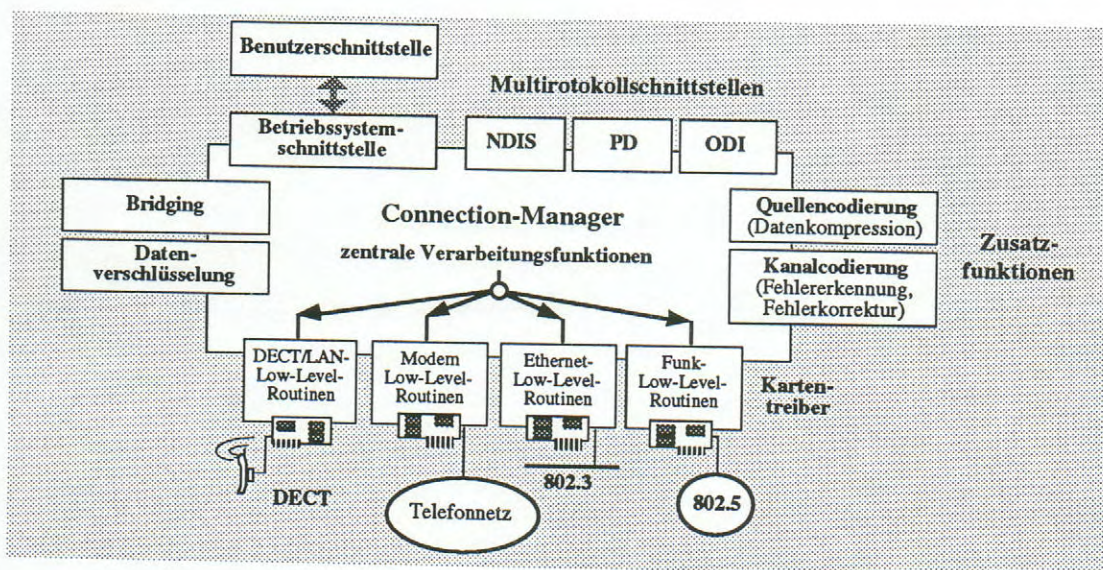 Benutzerschnittstelle
Multirotokollschnittstellen
Betriebssystem-
schnittstelle
NDIS
PD
ODI
Bridging
Daten-
verschlüsselung
Connection-Manager
zentrale Verarbeitungsfunktionen
Quellencodierung
(Datenkompression)
Kanalcodierung
(Fehlererkennung,
Fehlerkorrektur)
Zusatz-
funktionen
DECT/LAN-
Low-Level-
Routinen
Modem
Low-Level-
Routinen
Ethernet-
Low-Level-
Routinen
Funk-
Low-Level-
Routinen
Karten-
treiber
DECT
Telefonnetz
802.3
802.5